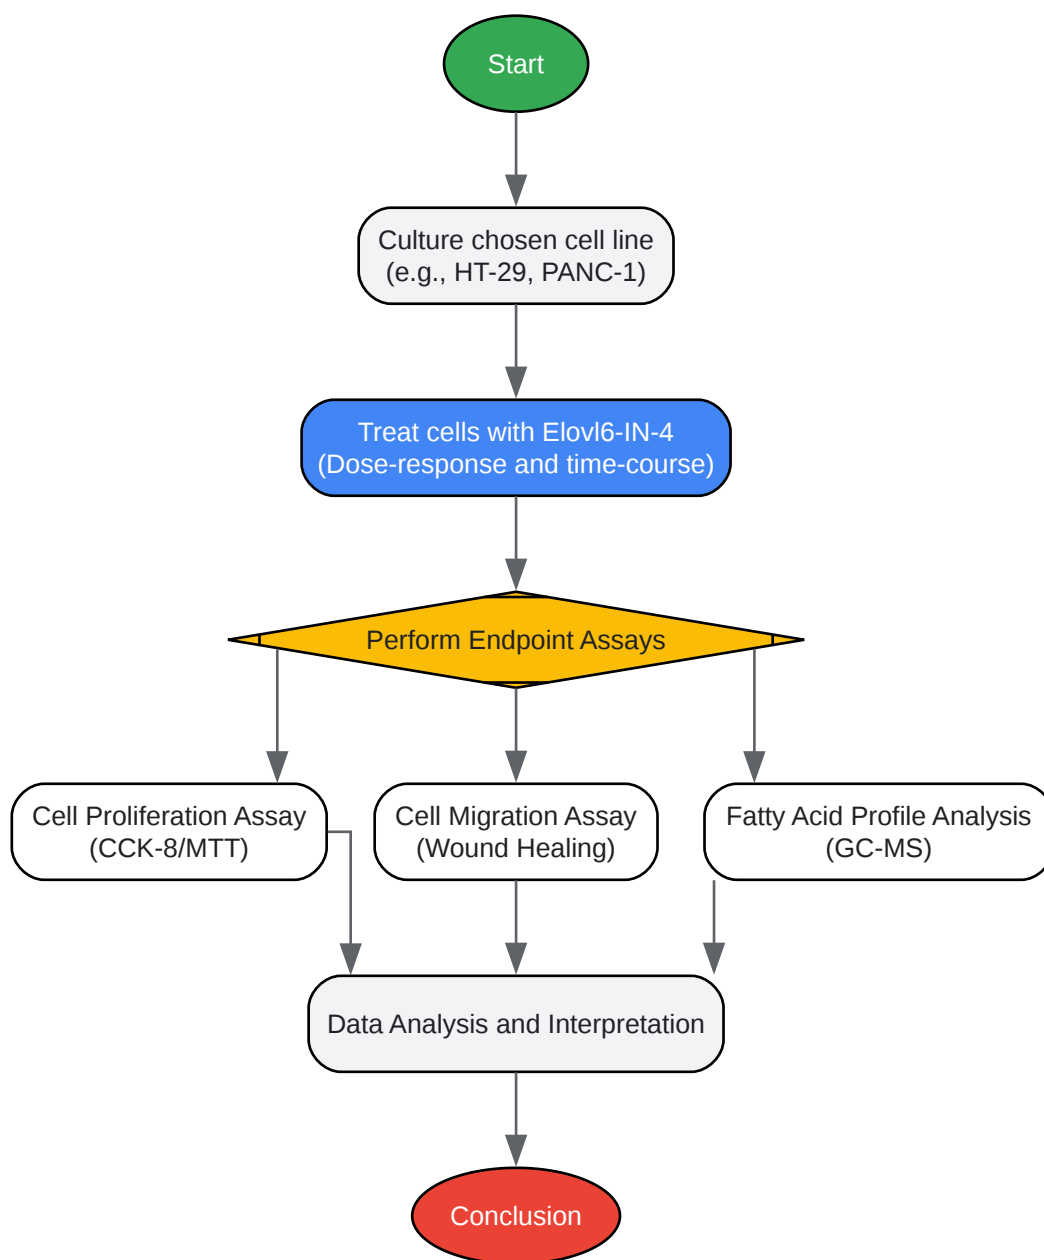 Start
Culture chosen cell line
(e.g., HT-29, PANC-1)
Treat cells with Elovl6-IN-4
(Dose-response and time-course)
Perform Endpoint Assays
Cell Proliferation Assay
(CCK-8/MTT)
Cell Migration Assay
(Wound Healing)
Fatty Acid Profile Analysis
(GC-MS)
Data Analysis and Interpretation
Conclusion